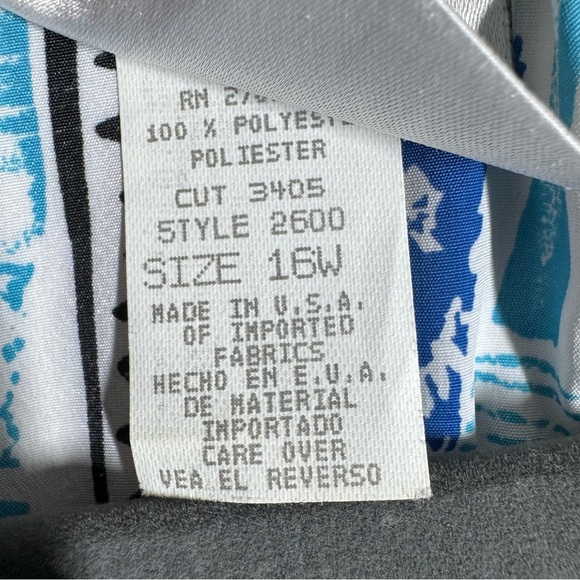 RN
100 % POLYESTER
POLIESTER
CUT 3405
STYLE 2600
SIZE 16W
MADE IN U.S.A.
OF IMPORTED
FABRICS
HECHO EN E.U.A.
DE MATERIAL
IMPORTADO
CARE OVER
VEA EL REVERSO